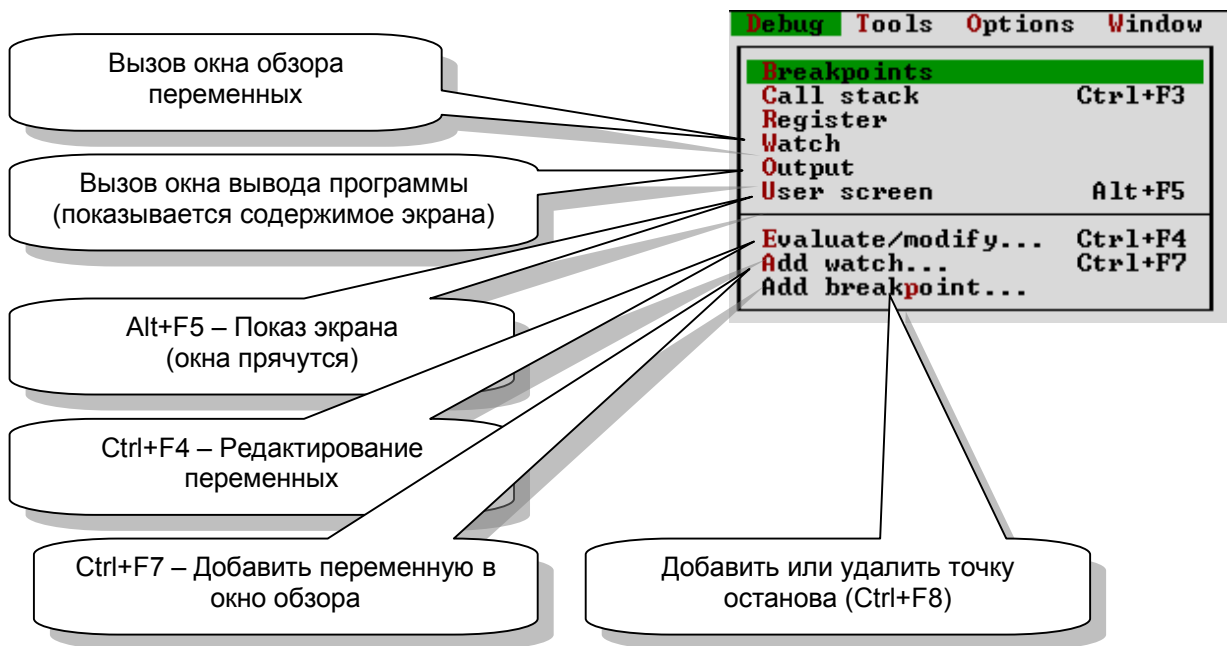 Debug Tools Options Window
Breakpoints
Call stack Ctrl+F3
Register
Watch
Output
User screen Alt+F5
Evaluate/modify... Ctrl+F4
Add watch... Ctrl+F7
Add breakpoint...
Вызов окна обзора
переменных
Вызов окна вывода программы
(показывается содержимое экрана)
Alt+F5 – Показ экрана
(окна прячутся)
Ctrl+F4 – Редактирование
переменных
Ctrl+F7 – Добавить переменную в
окно обзора
Добавить или удалить точку
останова (Ctrl+F8)